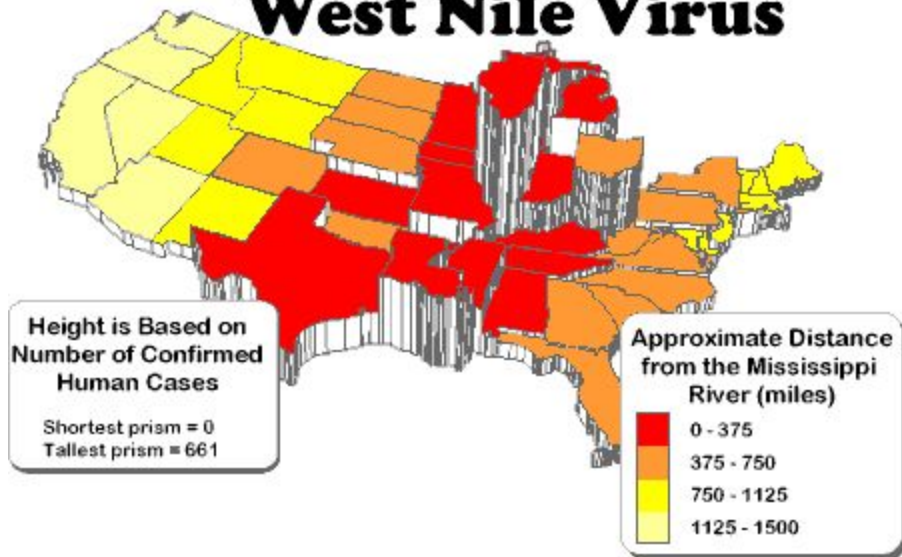 West Nile Virus
Height is Based on
Number of Confirmed
Human Cases
Shortest prism = 0
Tallest prism = 661
Approximate Distance
from the Mississippi
River (miles)
0 - 375
375 - 750
750 - 1125
1125 - 1500